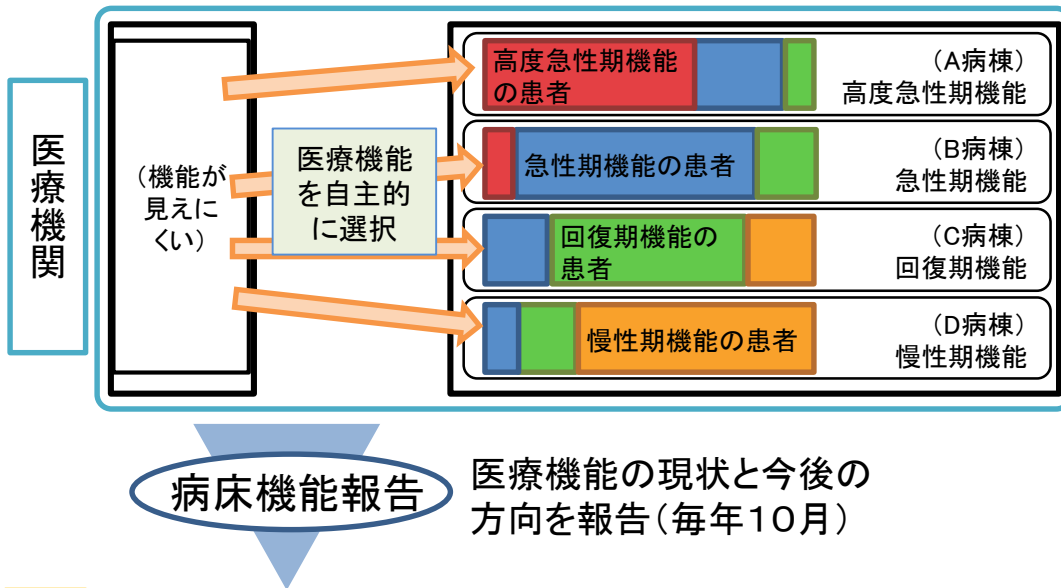 医療機関
(機能が
見えに
くい)
医療機能
を自主的
に選択
高度急性期機能
の患者
(A病棟)
高度急性期機能
急性期機能の患者
(B病棟)
急性期機能
回復期機能の
患者
(C病棟)
回復期機能
慢性期機能の患者
(D病棟)
慢性期機能
病床機能報告
医療機能の現状と今後の
方向を報告(毎年10月)